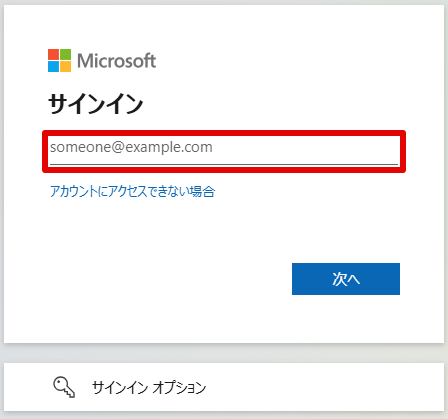 Microsoft
サインイン
someone@example.com
アカウントにアクセスできない場合
次へ
サインイン オプション